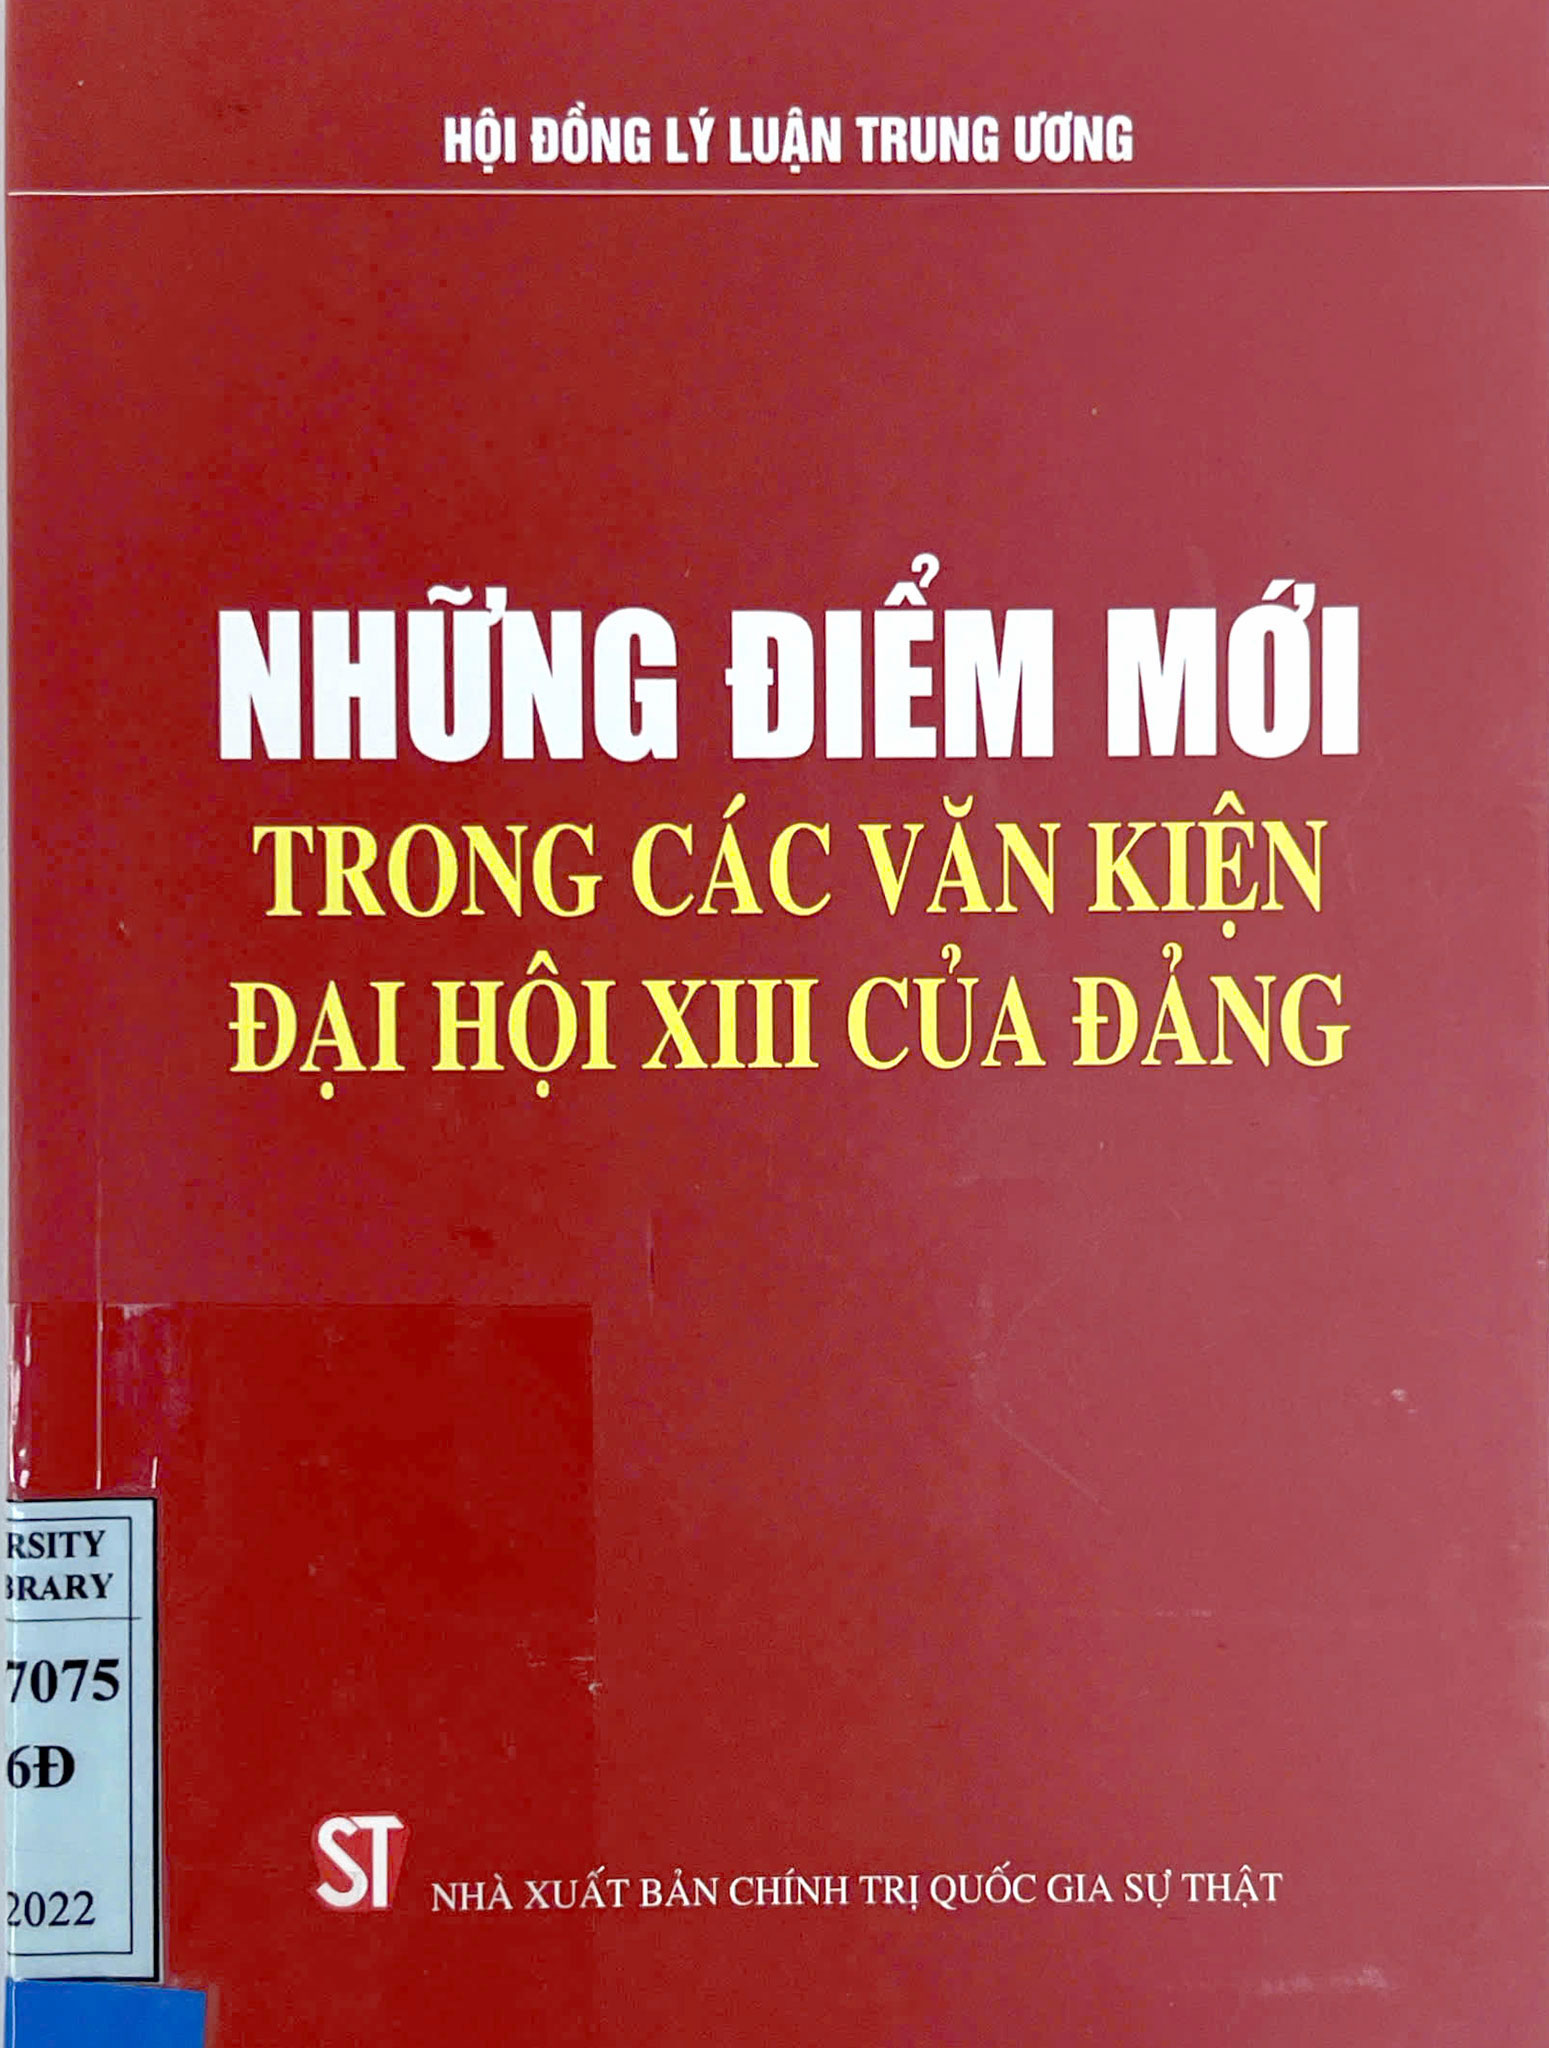 HỘI ĐỒNG LÝ LUẬN TRUNG ƯƠNG
NHỮNG ĐIỂM MỚI
TRONG CÁC VĂN KIỆN
ĐẠI HỘI XIII CỦA ĐẢNG
RSITY
BRARY
7075
6Đ
2022
ST
NHÀ XUẤT BẢN CHÍNH TRỊ QUỐC GIA SỰ THẬT